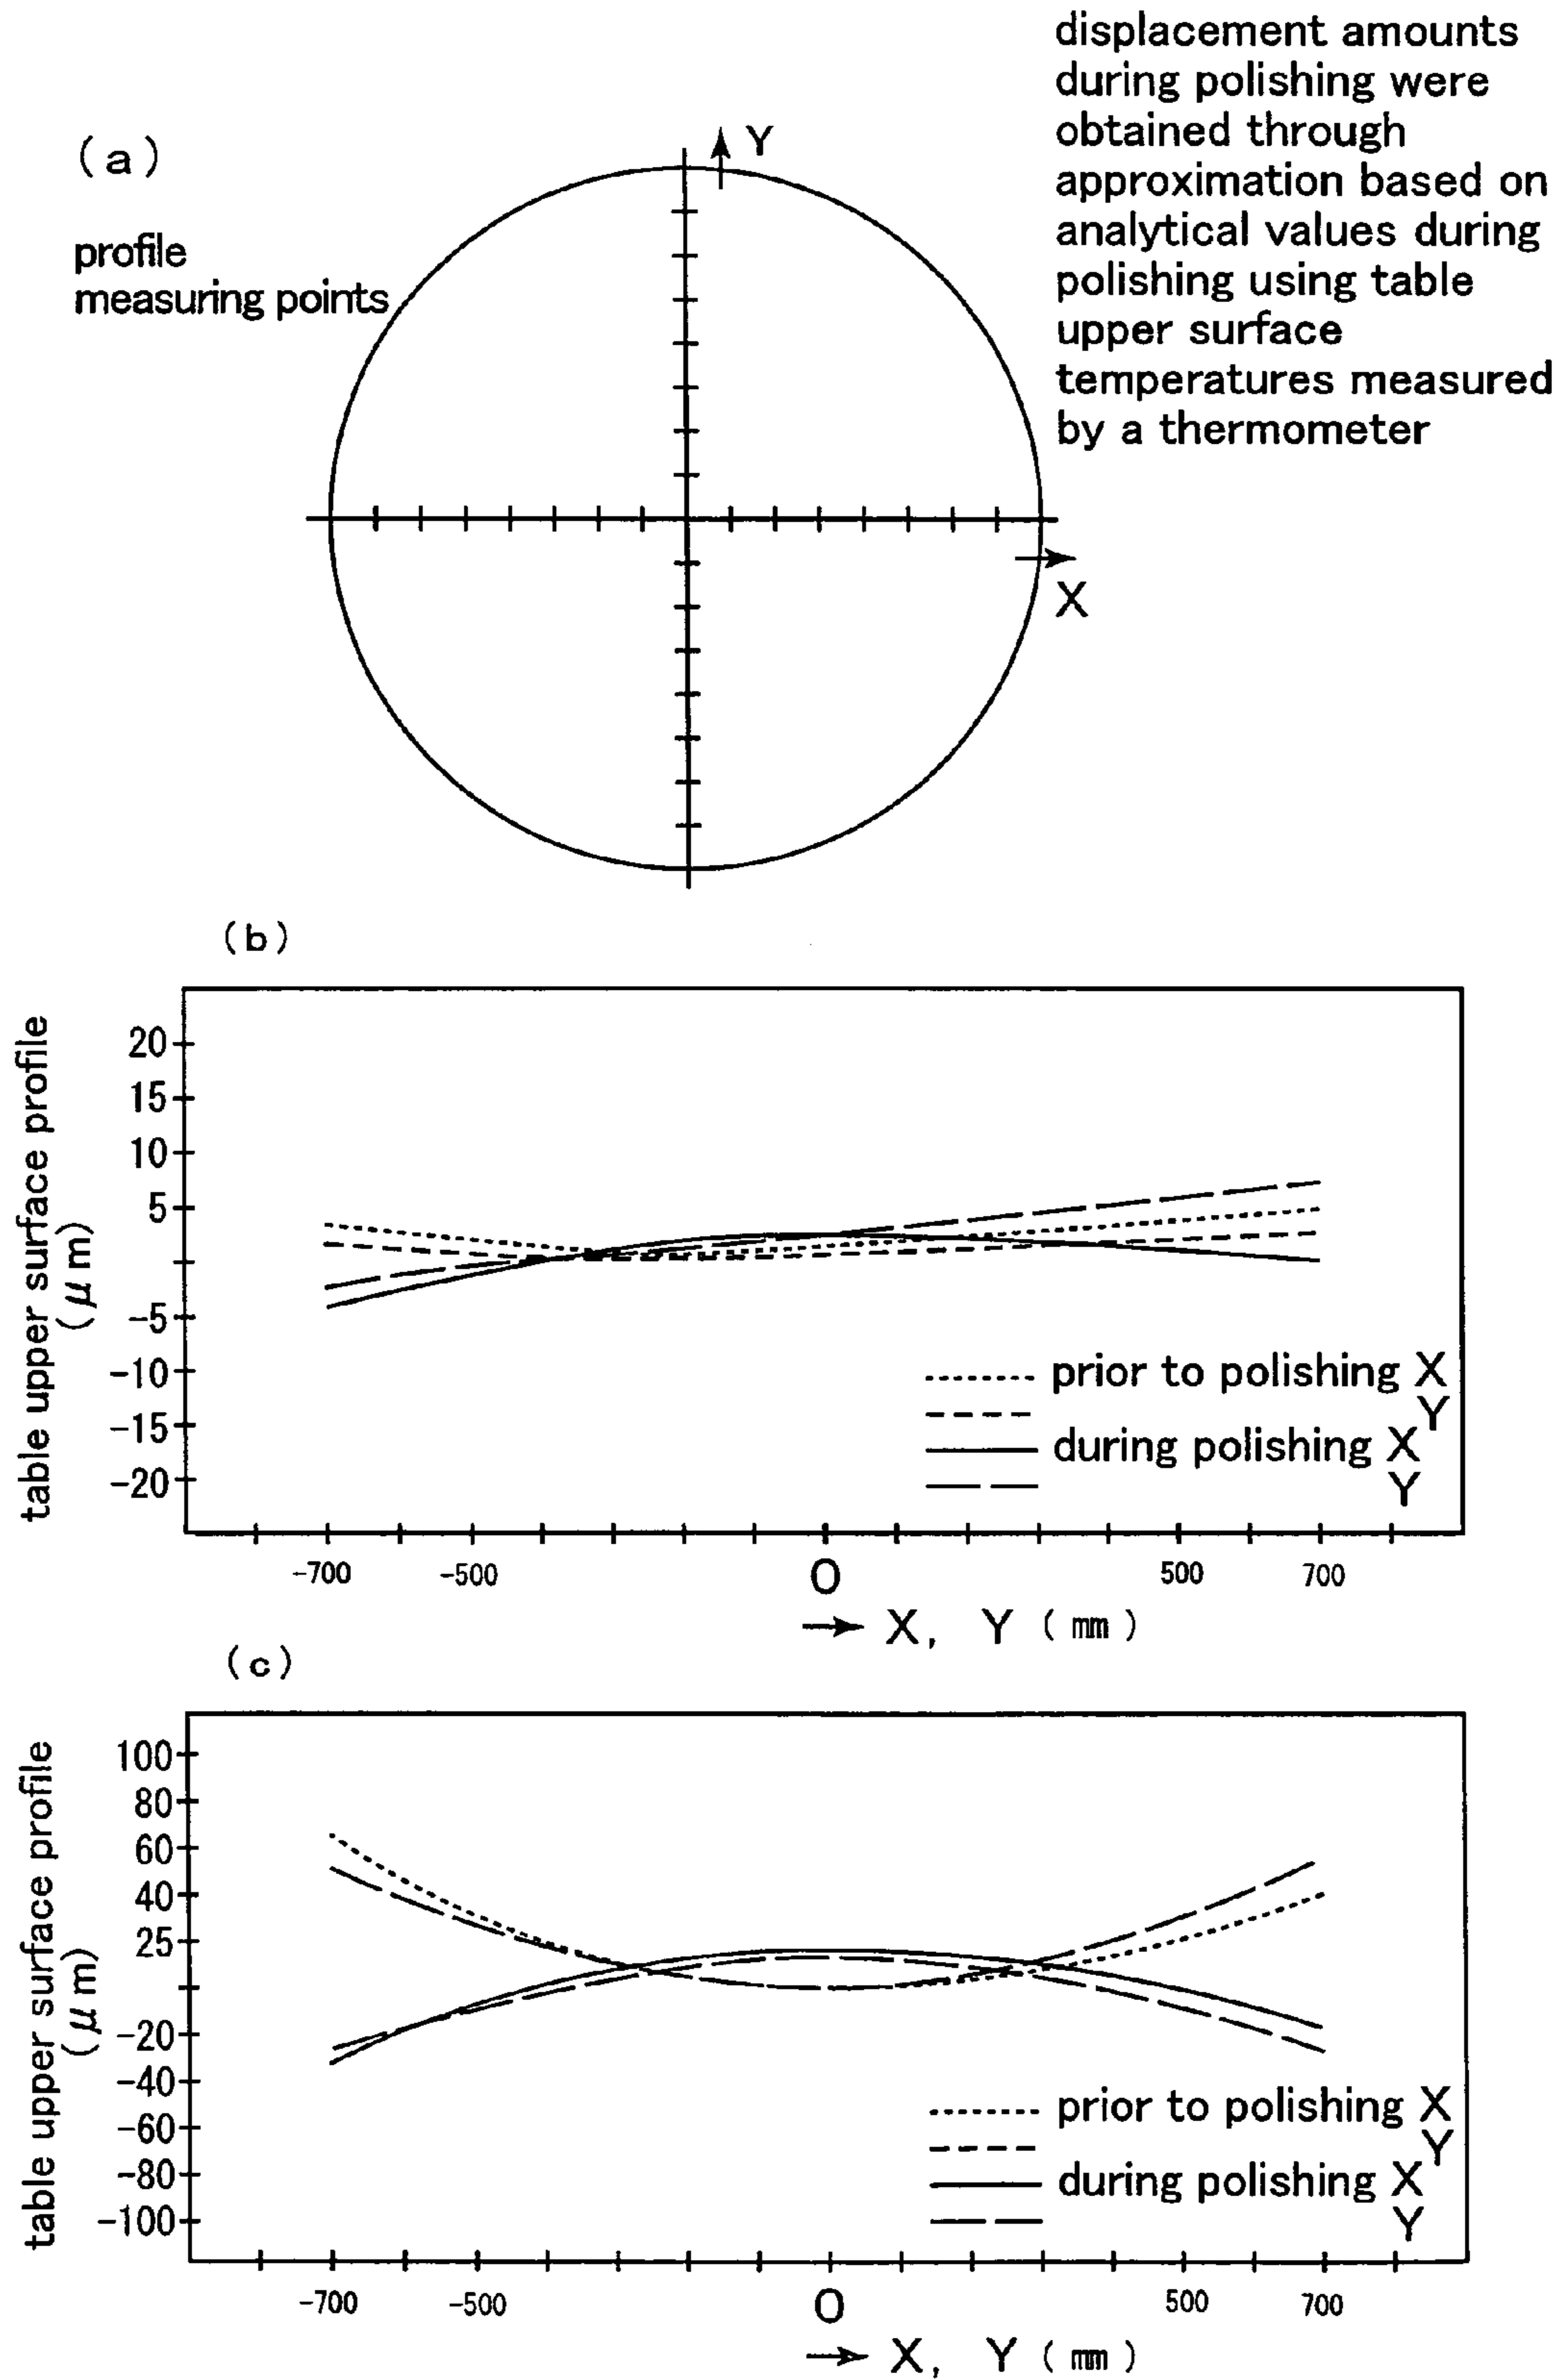 displacement amounts
during polishing were
obtained through
approximation based on
analytical values during
polishing using table
upper surface
temperatures measured
by a thermometer
(a)
profile
measuring points
Y
X
(b)
table upper surface profile
(μm)
20
15
10
5
-5
-10
-15
-20
prior to polishing X
Y
during polishing X
Y
-700 -500 0 500 700
X, Y (mm)
(c)
table upper surface profile
(μm)
100
80
60
40
25
-20
-40
-60
-80
-100
prior to polishing X
Y
during polishing X
Y
-700 -500 0 500 700
X, Y (mm)